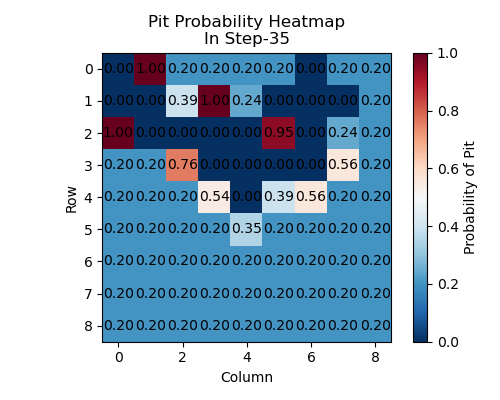 Pit Probability Heatmap
In Step-35
0 0.00 1.00 0.20 0.20 0.20 0.20 0.00 0.20 0.20
1 0.00 0.00 0.39 1.00 0.24 0.00 0.00 0.00 0.20
2 1.00 0.00 0.00 0.00 0.00 0.95 0.00 0.24 0.20
3 0.20 0.20 0.76 0.00 0.00 0.00 0.00 0.56 0.20
4 0.20 0.20 0.20 0.54 0.00 0.39 0.56 0.20 0.20
5 0.20 0.20 0.20 0.20 0.35 0.20 0.20 0.20 0.20
6 0.20 0.20 0.20 0.20 0.20 0.20 0.20 0.20 0.20
7 0.20 0.20 0.20 0.20 0.20 0.20 0.20 0.20 0.20
8 0.20 0.20 0.20 0.20 0.20 0.20 0.20 0.20 0.20
0 2 4 6 8
Column
Row
1.0
0.8
0.6
0.4
0.2
0.0
Probability of Pit